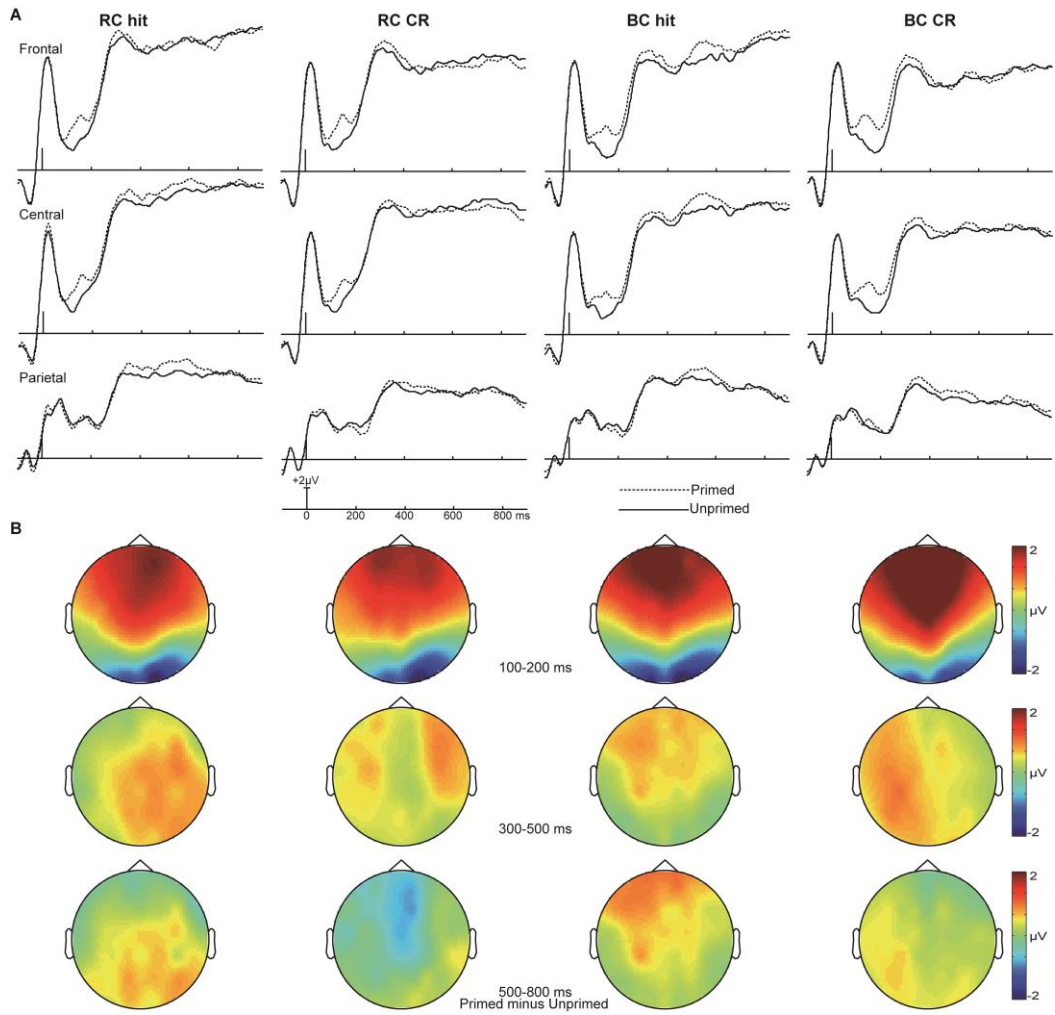 A
RC hit RC CR BC hit BC CR
Frontal
Central
Parietal
+2μV
0 200 400 600 800 ms
Primed
Unprimed
B
2
μV
-2
100-200 ms
2
μV
-2
300-500 ms
2
μV
-2
500-800 ms
Primed minus Unprimed